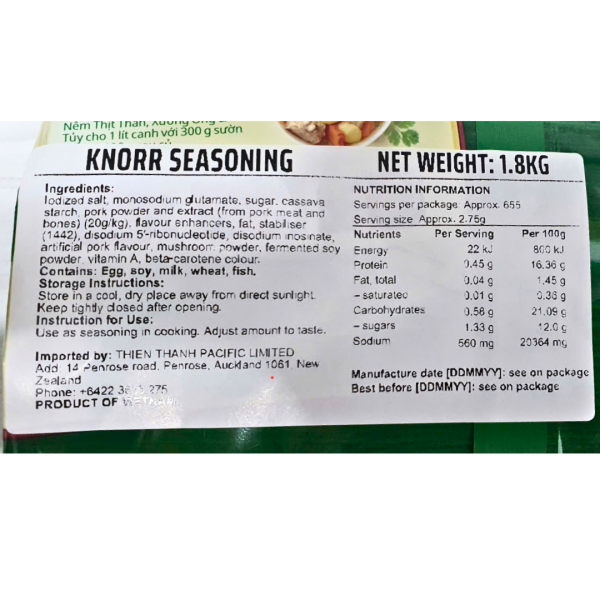 Nêm Thịt Thăn, Xương Ống
Tủy cho 1 lít canh với 300 g sườn
KNORR SEASONING
Ingredients:
Iodized salt, monosodium glutamate, sugar, cassava
starch, pork powder and extract (from pork meat and
bones) (20g/kg), flavour enhancers, fat, stabiliser
(1442), disodium 5'-ribonucleotide, disodium inosinate,
artificial pork flavour, mushroom powder, fermented soy
powder, vitamin A, beta-carotene colour.
Contains: Egg, soy, milk, wheat, fish.
Storage Instructions:
Store in a cool, dry place away from direct sunlight.
Keep tightly closed after opening.
Instruction for Use:
Use as seasoning in cooking. Adjust amount to taste.
Imported by: THIEN THANH PACIFIC LIMITED
Add: 14 Penrose road, Penrose, Auckland 1061, New
Zealand
Phone: +6422 275
PRODUCT OF VIETNAM
NET WEIGHT: 1.8KG
NUTRITION INFORMATION
Servings per package: Approx. 655
Serving size: Approx. 2.75g
Nutrients Per Serving Per 100g
Energy 22 kJ 800 kJ
Protein 0.45 g 16.36 g
Fat, total 0.04 g 1.45 g
- saturated 0.01 g 0.36 g
Carbohydrates 0.58 g 21.09 g
- sugars 1.33 g 12.0 g
Sodium 560 mg 20364 mg
Manufacture date [DDMMYY]: see on package
Best before [DDMMYY]: see on package